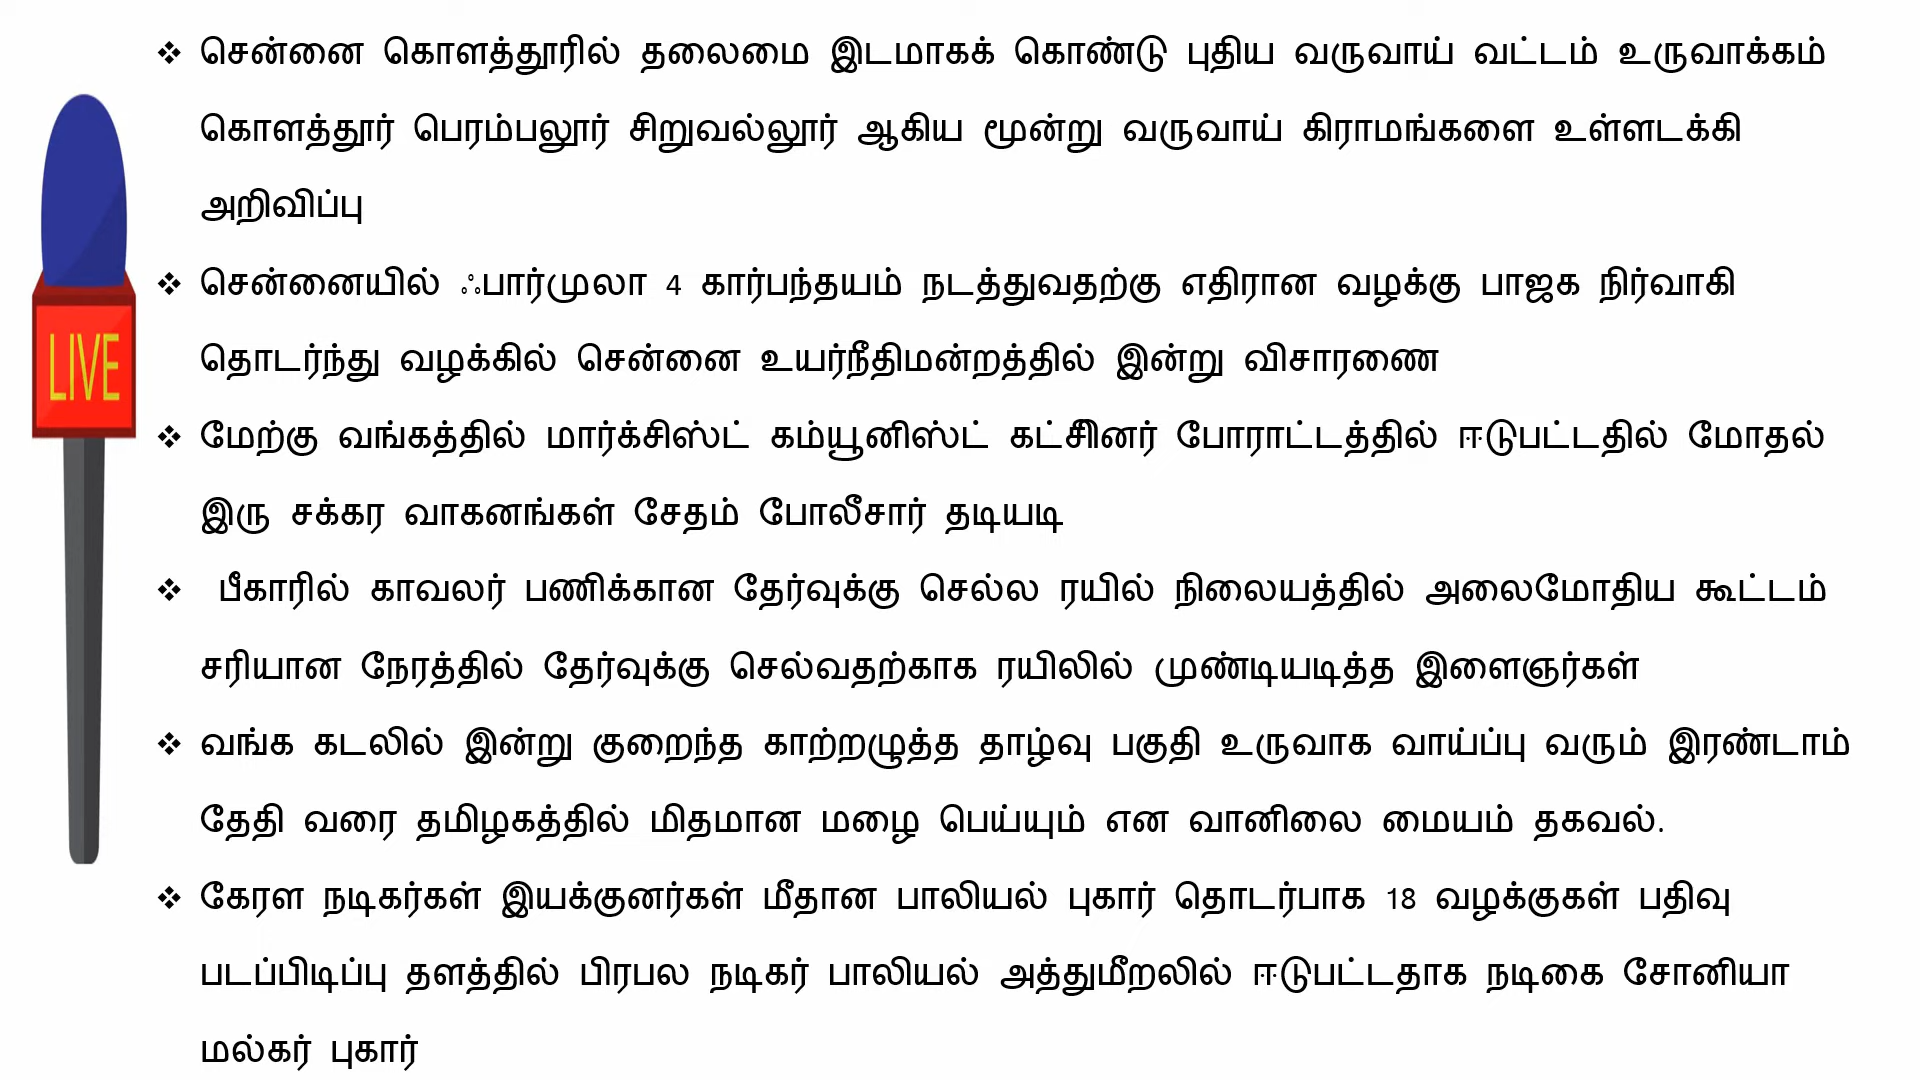 ❖ சென்னை கொளத்தூரில் தலைமை இடமாகக் கொண்டு புதிய வருவாய் வட்டம் உருவாக்கம்
கொளத்தூர் பெரம்பலூர் சிறுவல்லூர் ஆகிய மூன்று வருவாய் கிராமங்களை உள்ளடக்கி
அறிவிப்பு
❖ சென்னையில் ஃபார்முலா 4 கார்பந்தயம் நடத்துவதற்கு எதிரான வழக்கு பாஜக நிர்வாகி
LIVE
தொடர்ந்து வழக்கில் சென்னை உயர்நீதிமன்றத்தில் இன்று விசாரணை
❖ மேற்கு வங்கத்தில் மார்க்சிஸ்ட் கம்யூனிஸ்ட் கட்சிினர் போராட்டத்தில் ஈடுபட்டதில் மோதல்
இரு சக்கர வாகனங்கள் சேதம் போலீசார் தடியடி
❖ பீகாரில் காவலர் பணிக்கான தேர்வுக்கு செல்ல ரயில் நிலையத்தில் அலைமோதிய கூட்டம்
சரியான நேரத்தில் தேர்வுக்கு செல்வதற்காக ரயிலில் முண்டியடித்த இளைஞர்கள்
❖ வங்க கடலில் இன்று குறைந்த காற்றழுத்த தாழ்வு பகுதி உருவாக வாய்ப்பு வரும் இரண்டாம்
தேதி வரை தமிழகத்தில் மிதமான மழை பெய்யும் என வானிலை மையம் தகவல்.
❖ கேரள நடிகர்கள் இயக்குனர்கள் மீதான பாலியல் புகார் தொடர்பாக 18 வழக்குகள் பதிவு
படப்பிடிப்பு தளத்தில் பிரபல நடிகர் பாலியல் அத்துமீறலில் ஈடுபட்டதாக நடிகை சோனியா
மல்கர் புகார்